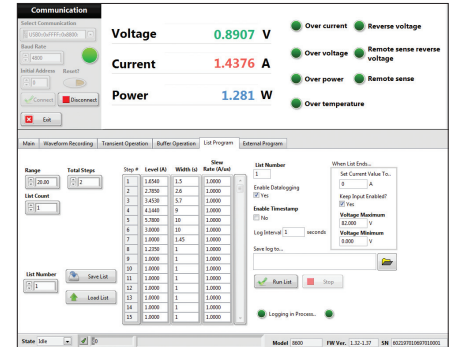 Communication
Select Communication
USB0::0xFFFF::0x8800::
Baud Rate
4800
Initial Address Reset?
0
Connect Disconnect
Exit
Voltage 0.8907 V
Current 1.4376 A
Power 1.281 W
Over current Reverse voltage
Over voltage Remote sense reverse voltage
Over power Remote sense
Over temperature
Main Waveform Recording Transient Operation Buffer Operation List Program External Program
Range Total Steps
20.00 2
List Count
1
List Number
1
Save List
Load List
Step # Level (A) Width (s) Slew Rate (A/us)
1 1.6540 1.5 1.0000
2 2.7850 2.6 1.0000
3 3.4530 5.7 1.0000
4 4.1440 9 1.0000
5 5.7800 10 1.0000
6 3.0000 10 1.0000
7 1.0000 1.45 1.0000
8 1.2350 1 1.0000
9 1.0000 1 1.0000
10 1.0000 1 1.0000
11 1.0000 1 1.0000
12 1.0000 1 1.0000
13 1.0000 1 1.0000
14 1.0000 1 1.0000
15 1.0000 1 1.0000
List Number
1
Enable Datalogging
Yes
Enable Timestamp
No
Log Interval 1 seconds
Save log to...
When List Ends...
Set Current Value To..
0 A
Keep Input Enabled?
Yes
Voltage Maximum
82.000 V
Voltage Minimum
0.000 V
Run List Stop
Logging in Process..
State Idle 0 Model 8600 FW Ver. 1.32-1.37 SN 602197010697010001